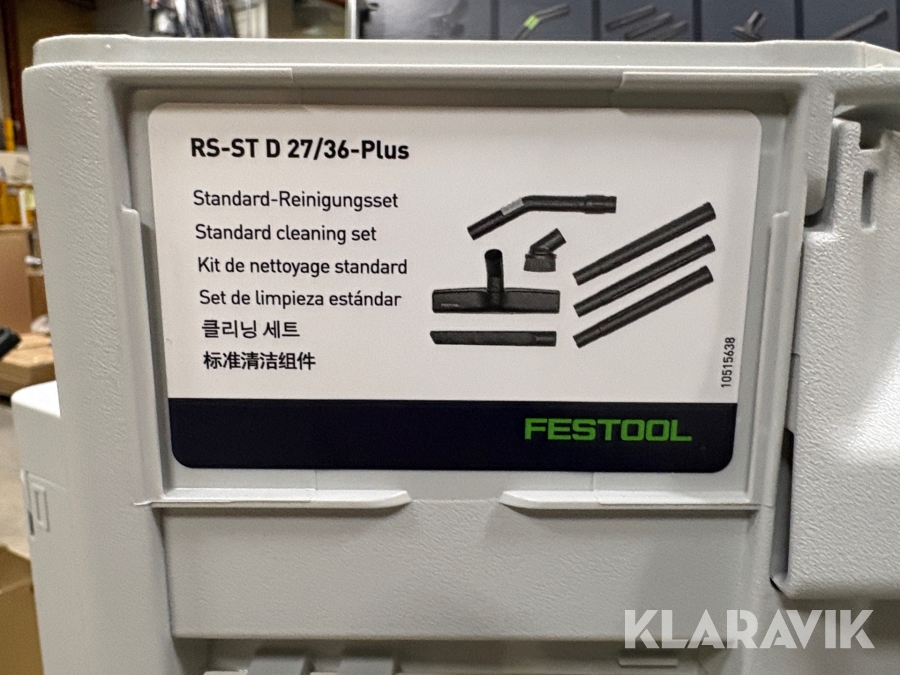 RS-ST D 27/36-Plus
Standard-Reinigungsset
Standard cleaning set
Kit de nettoyage standard
Set de limpieza estándar
클리닝 세트
标准清洁组件
10515638
FESTOOL
KLARAVIK